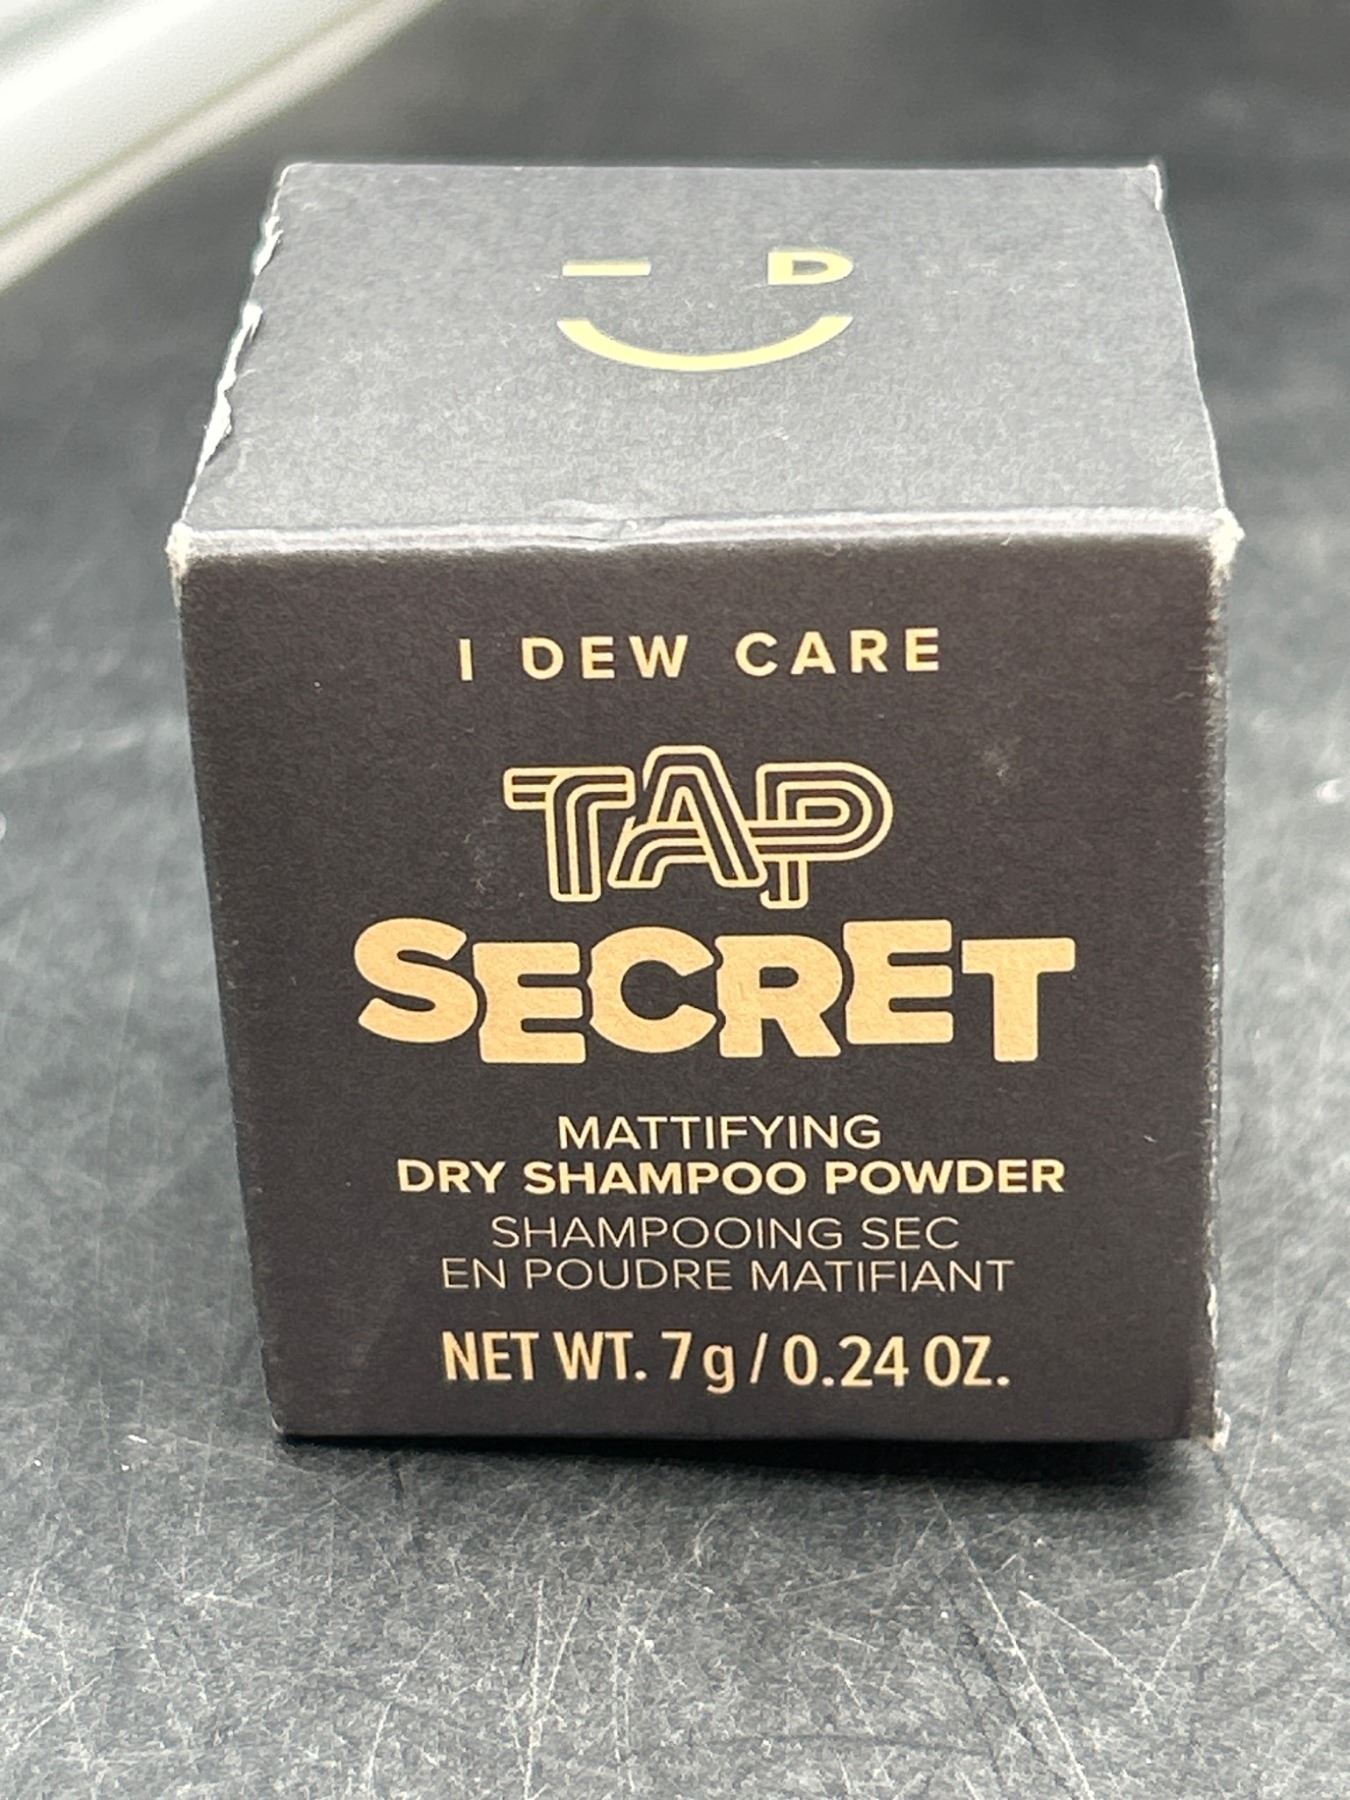 I D
I DEW CARE
TAP
SECRET
MATTIFYING
DRY SHAMPOO POWDER
SHAMPOOING SEC
EN POUDRE MATIFIANT
NET WT. 7g / 0.24 OZ.